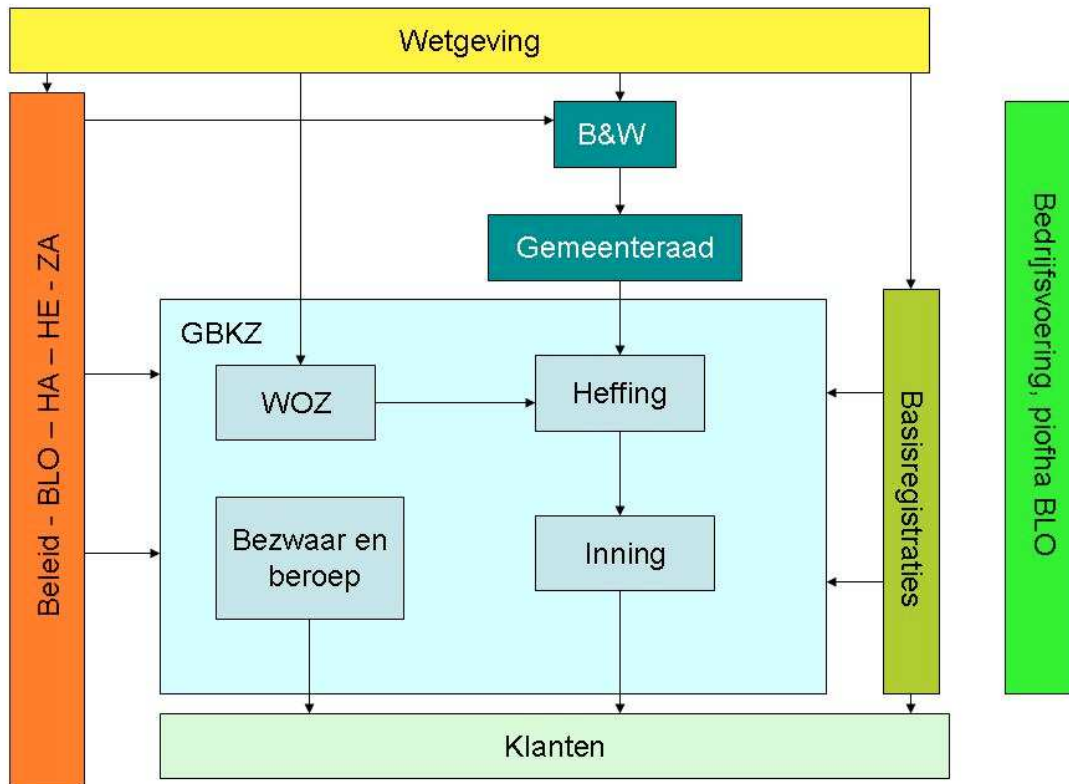 Wetgeving
Beleid - BLO – HA – HE - ZA
B&W
Gemeenteraad
GBKZ
WOZ
Heffing
Bezwaar en
beroep
Inning
Basisregistraties
Bedrijfsvoering, piofha BLO
Klanten